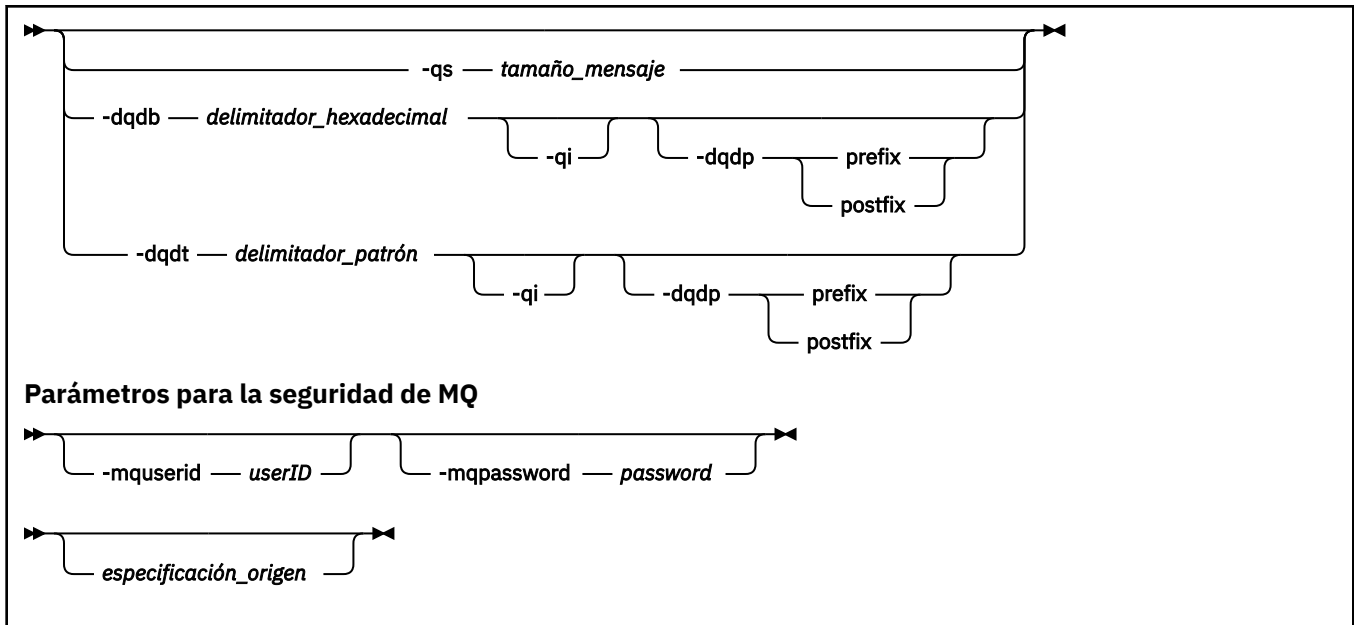 -qs tamaño_mensaje
-dqdb delimitador_hexadecimal
-qi -dqdp prefix
postfix
-dqdt delimitador_patrón
-qi -dqdp prefix
postfix
Parámetros para la seguridad de MQ
-mquserid userID -mqpassword password
especificación_origen